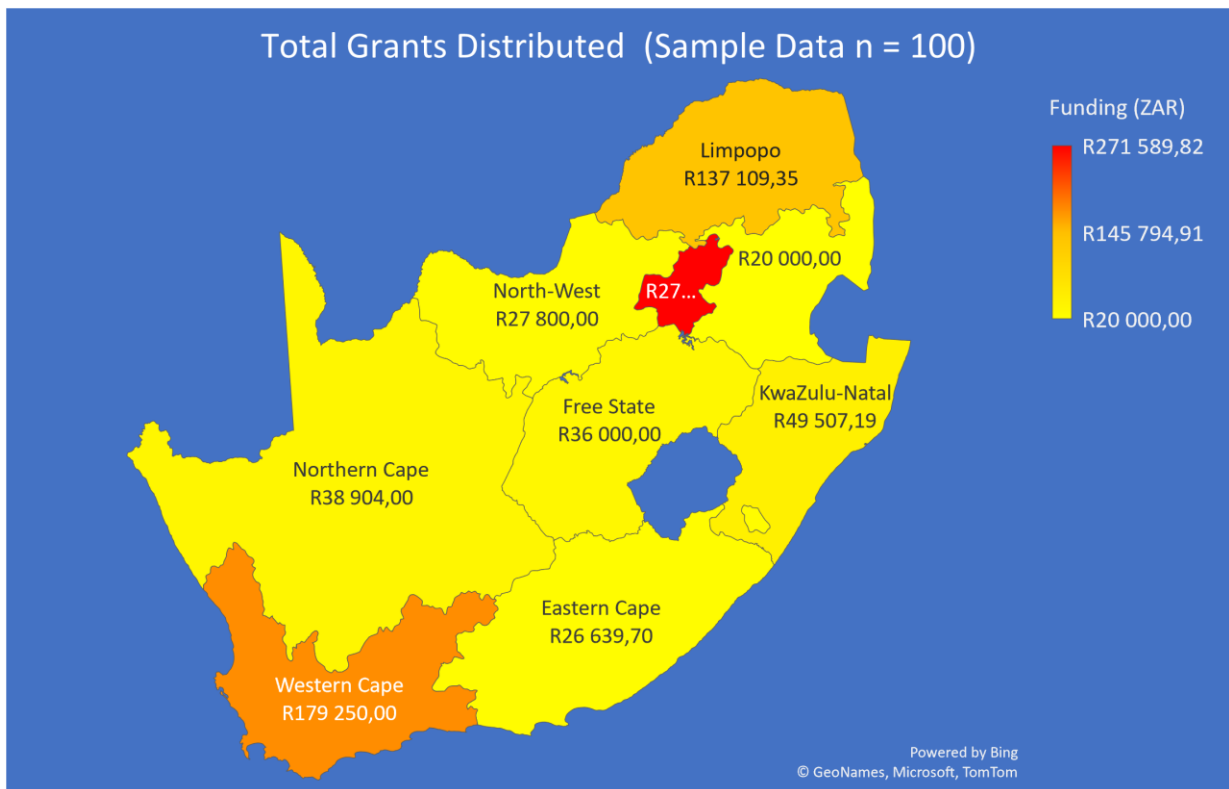 Total Grants Distributed (Sample Data n = 100)
Funding (ZAR)
R271 589,82
R145 794,91
R20 000,00
Limpopo
R137 109,35
R20 000,00
R27...
North-West
R27 800,00
Free State
R36 000,00
KwaZulu-Natal
R49 507,19
Northern Cape
R38 904,00
Eastern Cape
R26 639,70
Western Cape
R179 250,00
Powered by Bing
© GeoNames, Microsoft, TomTom